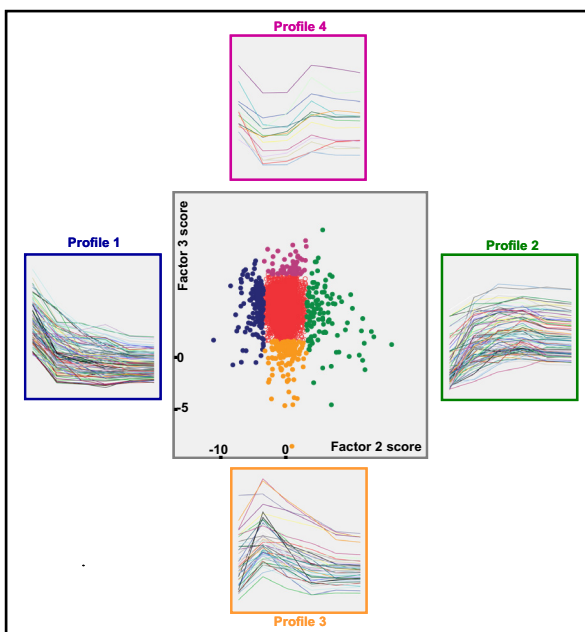 Profile 4
Profile 1
Factor 3 score
Profile 2
0
-5
-10
0
Factor 2 score
Profile 3